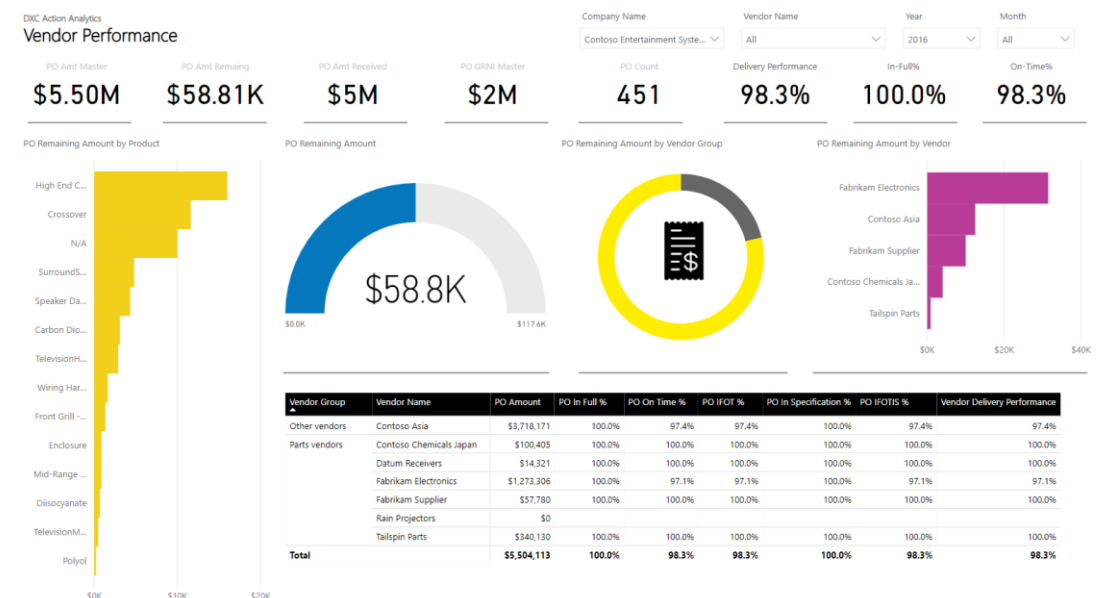 DXC Action Analytics
Vendor Performance
Company Name Vendor Name Year Month
Contoso Entertainment Syste... All 2016 All
PO Amt Master PO Amt Remaing PO Amt Received PO GRNI Master PO Count Delivery Performance In-Full% On-Time%
$5.50M $58.81K $5M $2M 451 98.3% 100.0% 98.3%
PO Remaining Amount by Product
High End C...
Crossover
N/A
SurroundS...
Speaker Da...
Carbon Dio...
TelevisionH...
Wiring Har...
Front Grill -...
Enclosure
Mid-Range ...
Diisocyanate
TelevisionM...
Polyol
$0K $10K $20K
PO Remaining Amount
$58.8K
$0.0K $117.6K
PO Remaining Amount by Vendor Group
$
PO Remaining Amount by Vendor
Fabrikam Electronics
Contoso Asia
Fabrikam Supplier
Contoso Chemicals Ja...
Tailspin Parts
$0K $20K $40K
Vendor Group Vendor Name PO Amount PO In Full % PO On Time % PO IFOT % PO In Specification % PO IFOTIS % Vendor Delivery Performance
Other vendors Contoso Asia $3,718,171 100.0% 97.4% 97.4% 100.0% 97.4% 97.4%
Parts vendors Contoso Chemicals Japan $100,405 100.0% 100.0% 100.0% 100.0% 100.0% 100.0%
Datum Receivers $14,321 100.0% 100.0% 100.0% 100.0% 100.0% 100.0%
Fabrikam Electronics $1,273,306 100.0% 97.1% 97.1% 100.0% 97.1% 97.1%
Fabrikam Supplier $57,780 100.0% 100.0% 100.0% 100.0% 100.0% 100.0%
Rain Projectors $0
Tailspin Parts $340,130 100.0% 100.0% 100.0% 100.0% 100.0% 100.0%
Total $5,504,113 100.0% 98.3% 98.3% 100.0% 98.3% 98.3%